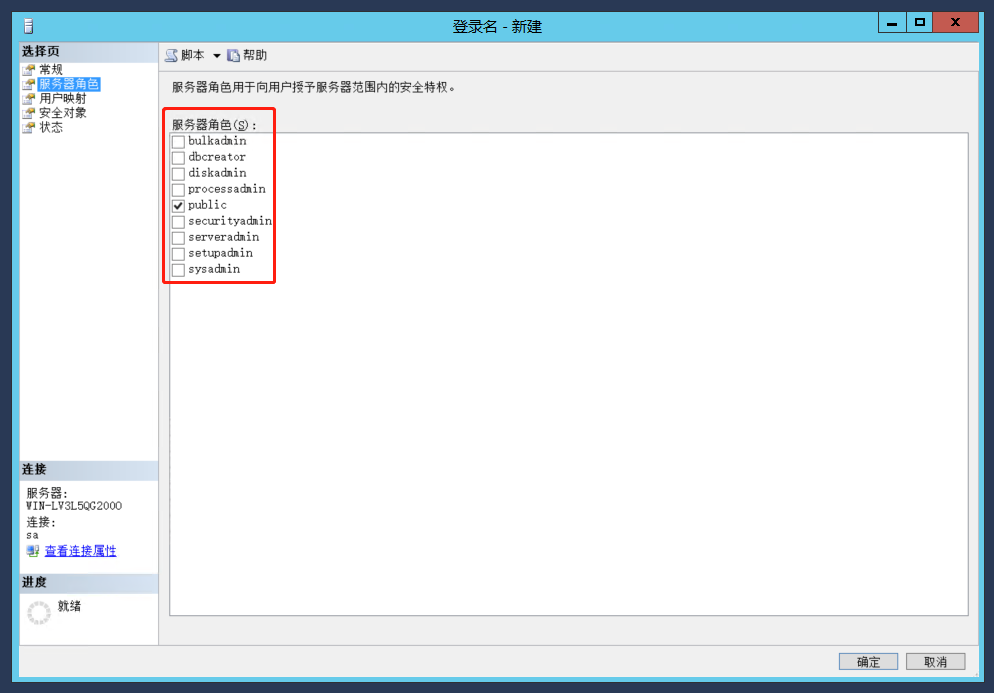 登录名 - 新建
选择页
常规
服务器角色
用户映射
安全对象
状态
脚本 帮助
服务器角色用于向用户授予服务器范围内的安全特权。
服务器角色(S):
bulkadmin
dbcreator
diskadmin
processadmin
public
securityadmin
serveradmin
setupadmin
sysadmin
连接
服务器:
WIN-LV3L5QG2OOO
连接:
sa
查看连接属性
进度
就绪
确定 取消